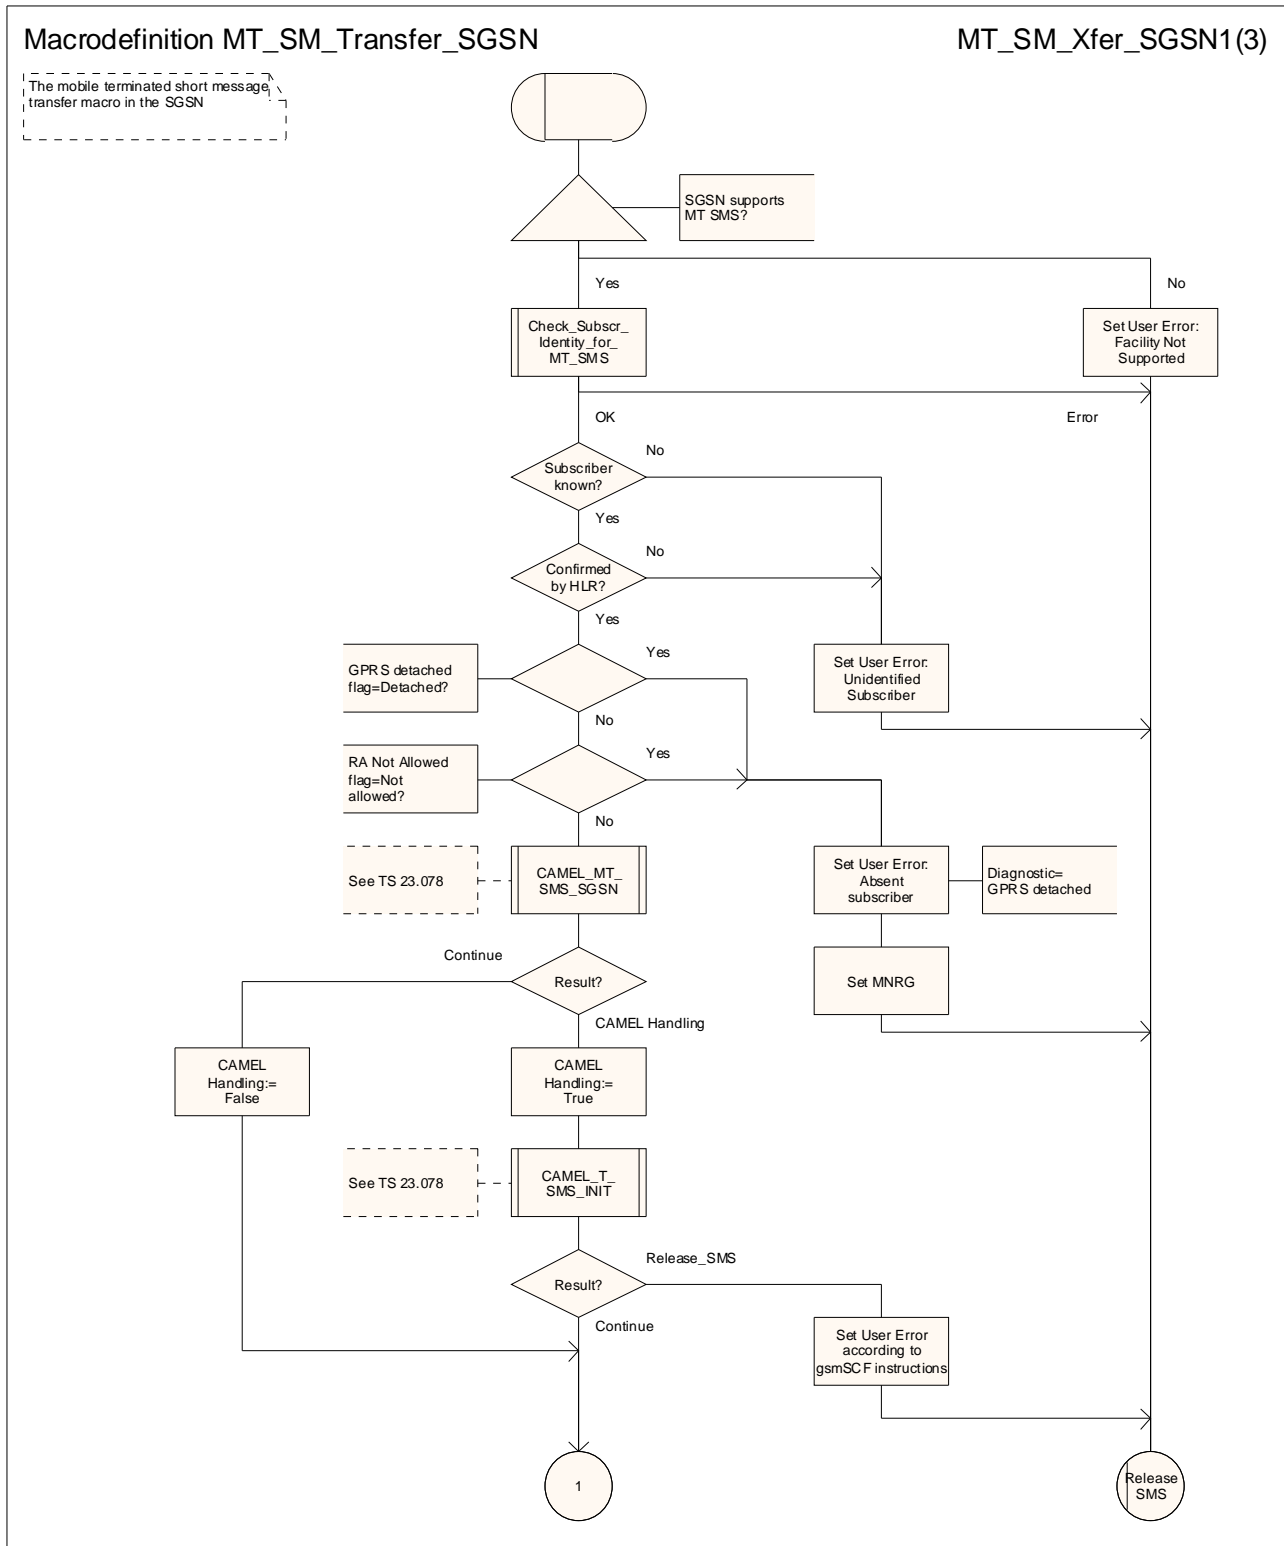 Macrodefinition MT_SM_Transfer_SGSN
MT_SM_Xfer_SGSN1(3)
The mobile terminated short message
transfer macro in the SGSN
SGSN supports
MT SMS?
Yes
No
Check_Subscr_
Identity_for_
MT_SMS
Set User Error:
Facility Not
Supported
OK
Error
Subscriber
known?
No
Yes
Confirmed
by HLR?
No
Yes
GPRS detached
flag=Detached?
Yes
Set User Error:
Unidentified
Subscriber
No
RA Not Allowed
flag=Not
allowed?
Yes
No
See TS 23.078
CAMEL_MT_
SMS_SGSN
Set User Error:
Absent
subscriber
Diagnostic=
GPRS detached
Continue
Result?
Set MNRG
CAMEL Handling
CAMEL
Handling:=
False
CAMEL
Handling:=
True
See TS 23.078
CAMEL_T_
SMS_INIT
Result?
Release_SMS
Continue
Set User Error
according to
gsmSCF instructions
1
Release
SMS